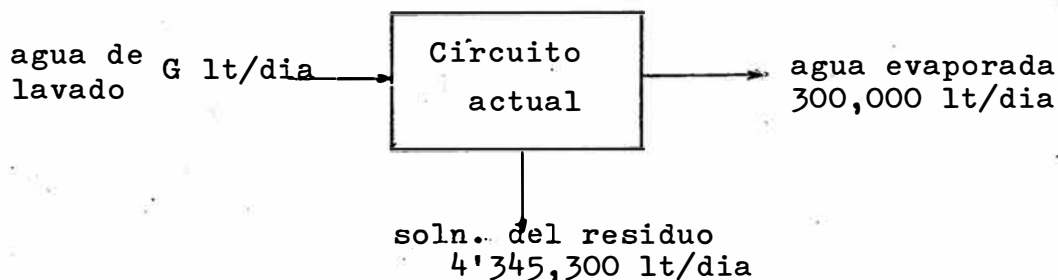 agua de
lavado
G lt/dia
Círcuito
actual
agua evaporada
300,000 lt/dia
soln. del residuo
4'345,300 lt/dia